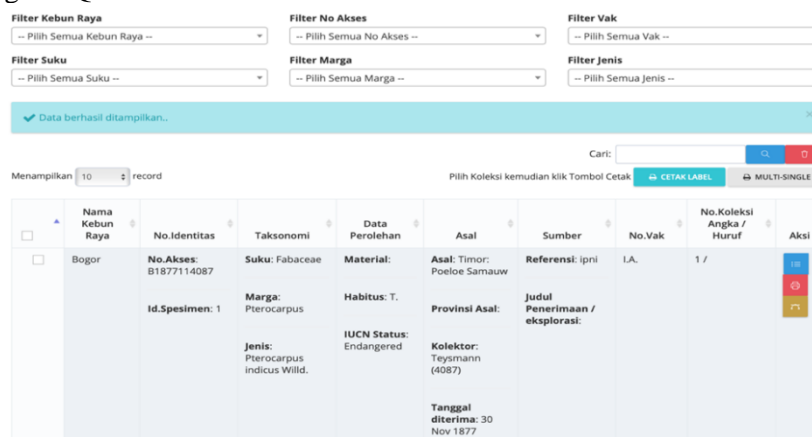 Filter Kebun Raya Filter No Akses Filter Vak
-- Pilih Semua Kebun Raya -- -- Pilih Semua No Akses -- -- Pilih Semua Vak --
Filter Suku Filter Marga Filter Jenis
-- Pilih Semua Suku -- -- Pilih Semua Marga -- -- Pilih Semua Jenis --
Data berhasil ditampilkan..
Cari:
Menampilkan 10 record Pilih Koleksi kemudian klik Tombol Cetak CETAK LABEL MULTI-SINGLE
Nama Kebun Raya
No.Identitas
Taksonomi
Data Perolehan
Asal
Sumber
No.Vak
No.Koleksi Angka / Huruf
Aksi
Bogor
No.Akses:
B1877114087
Id.Spesimen: 1
Suku: Fabaceae
Marga:
Pterocarpus
Jenis:
Pterocarpus
indicus Willd.
Material:
Habitus: T.
IUCN Status:
Endangered
Asal: Timor:
Poeloe Samauw
Provinsi Asal:
Kolektor:
Teysmann
(4087)
Tanggal
diterima: 30
Nov 1877
Referensi: ipni
Judul
Penerimaan /
eksplorasi:
I.A.
1 /